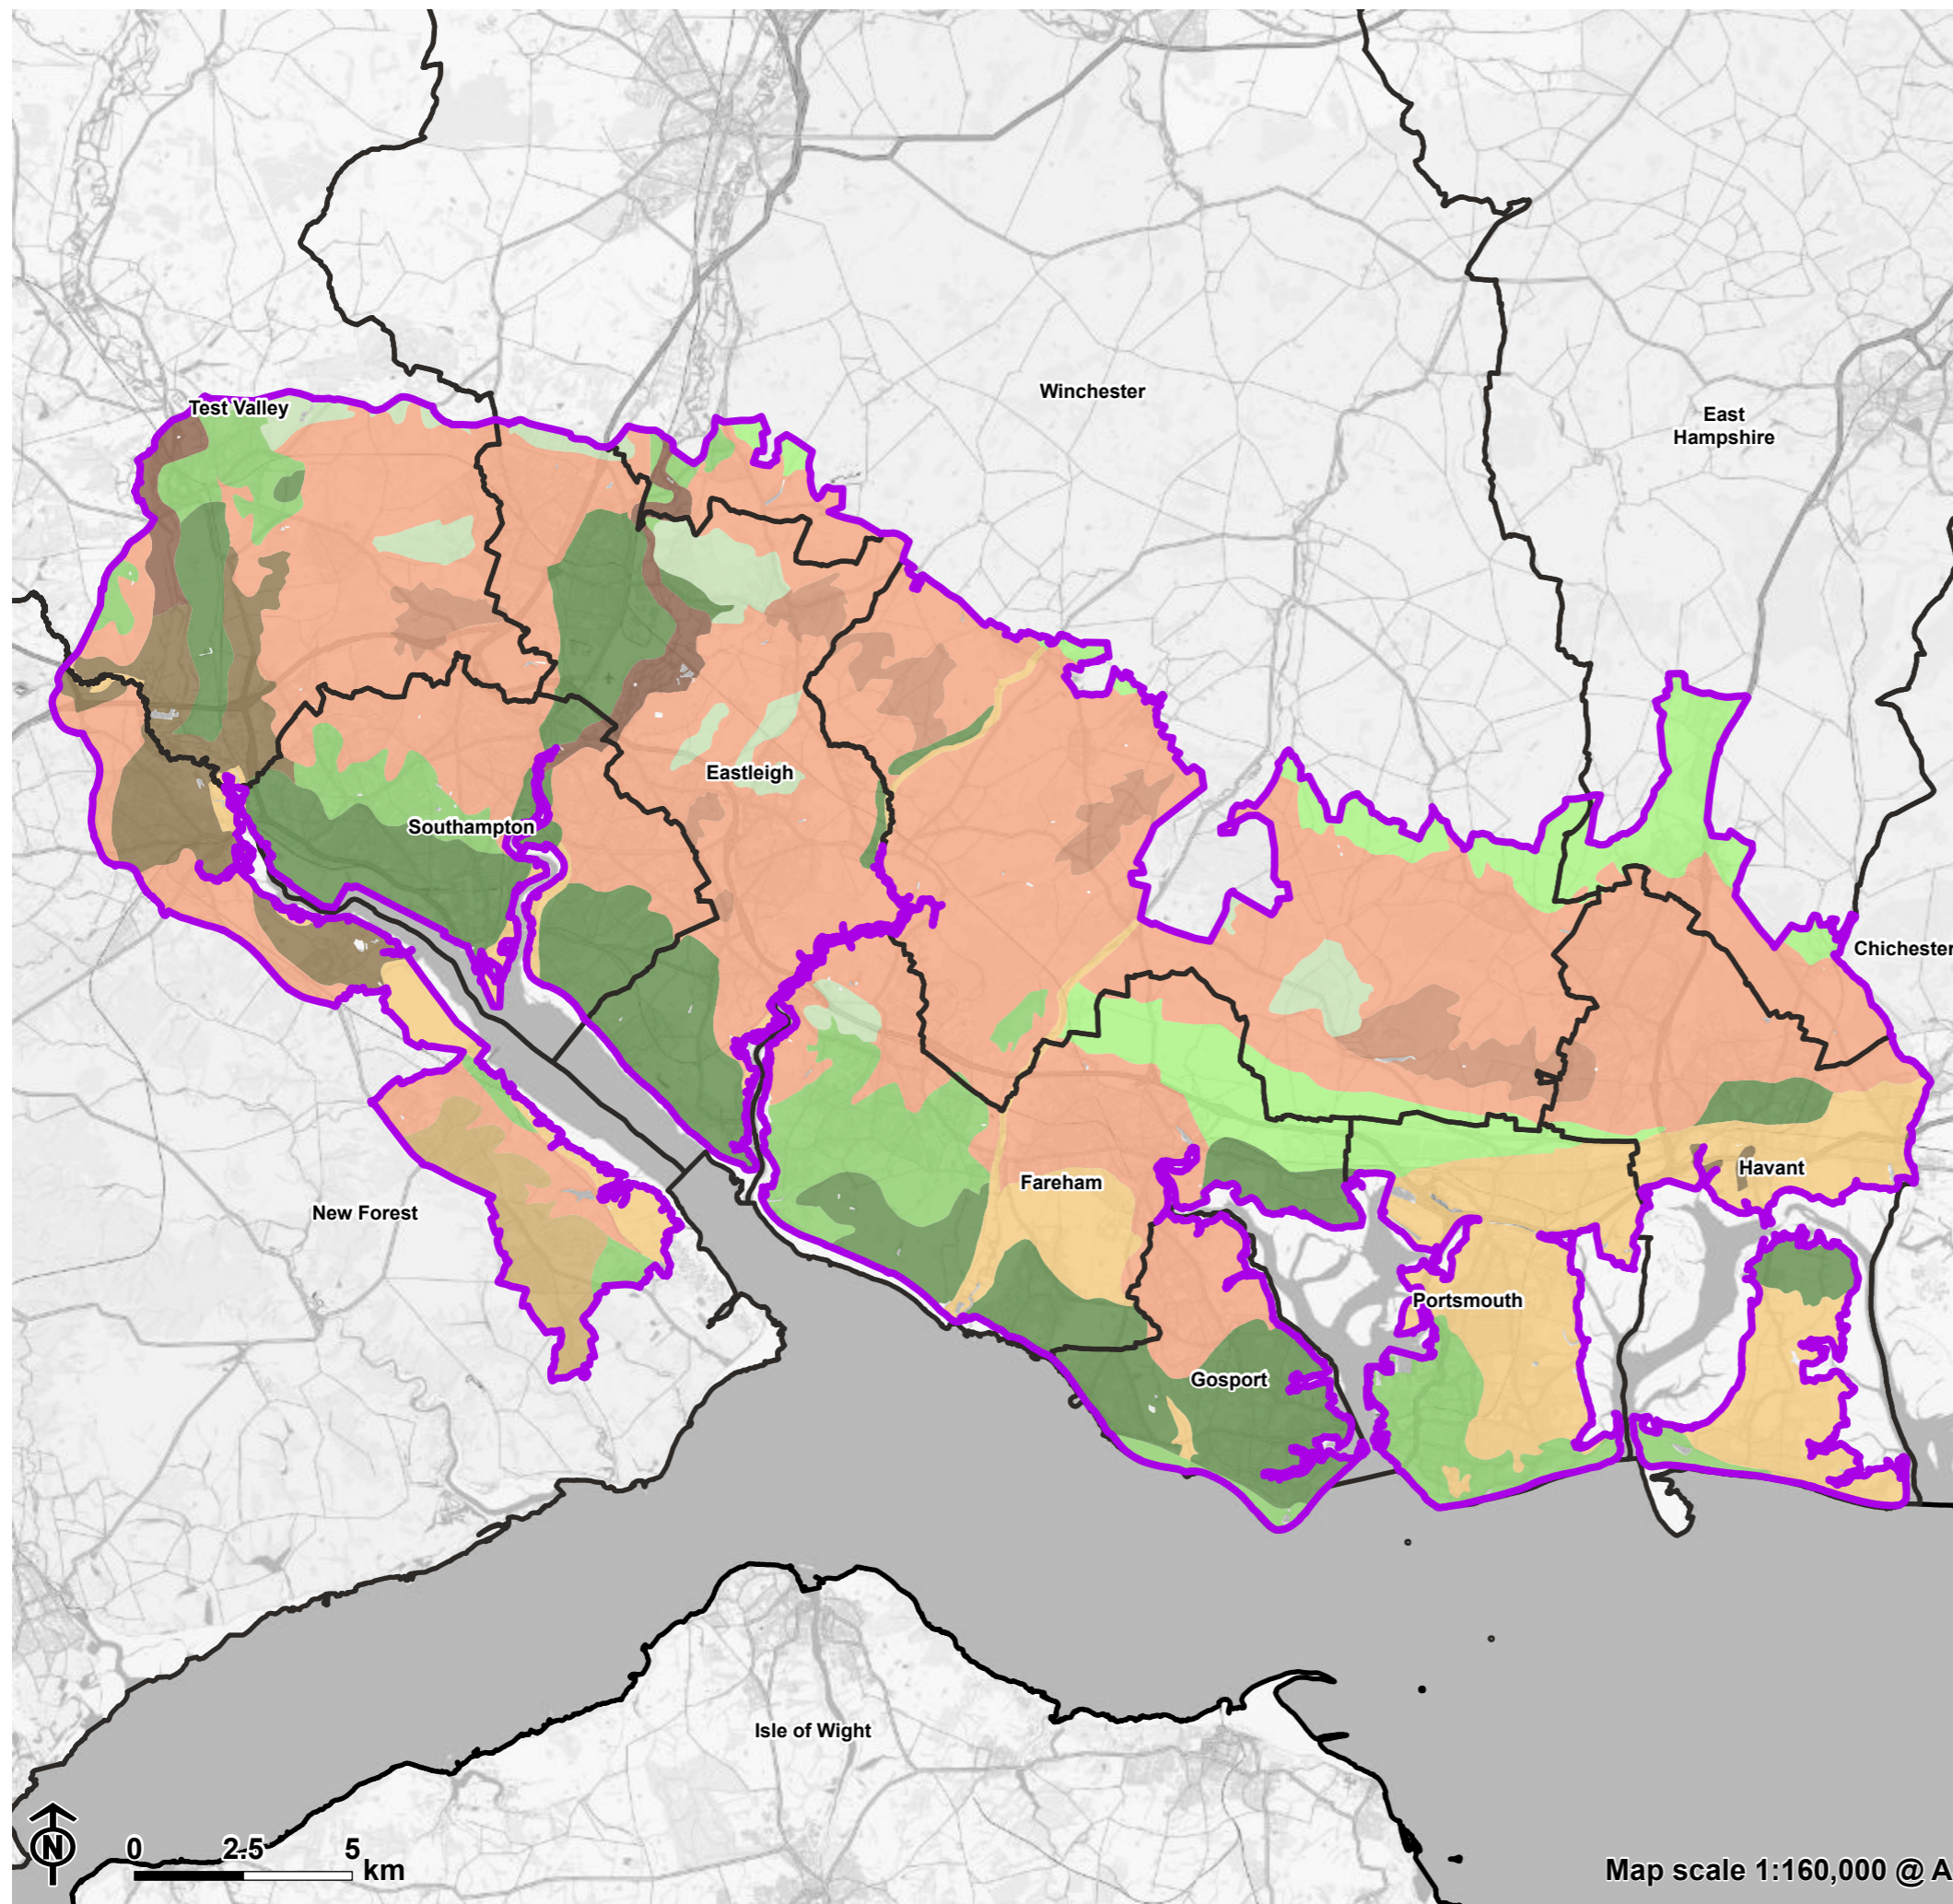 Winchester
Test Valley
East
Hampshire
Eastleigh
Southampton
Chichester
Havant
Fareham
New Forest
Portsmouth
Gosport
Isle of Wight
N
0 2.5 5
km
Map scale 1:160,000 @ A